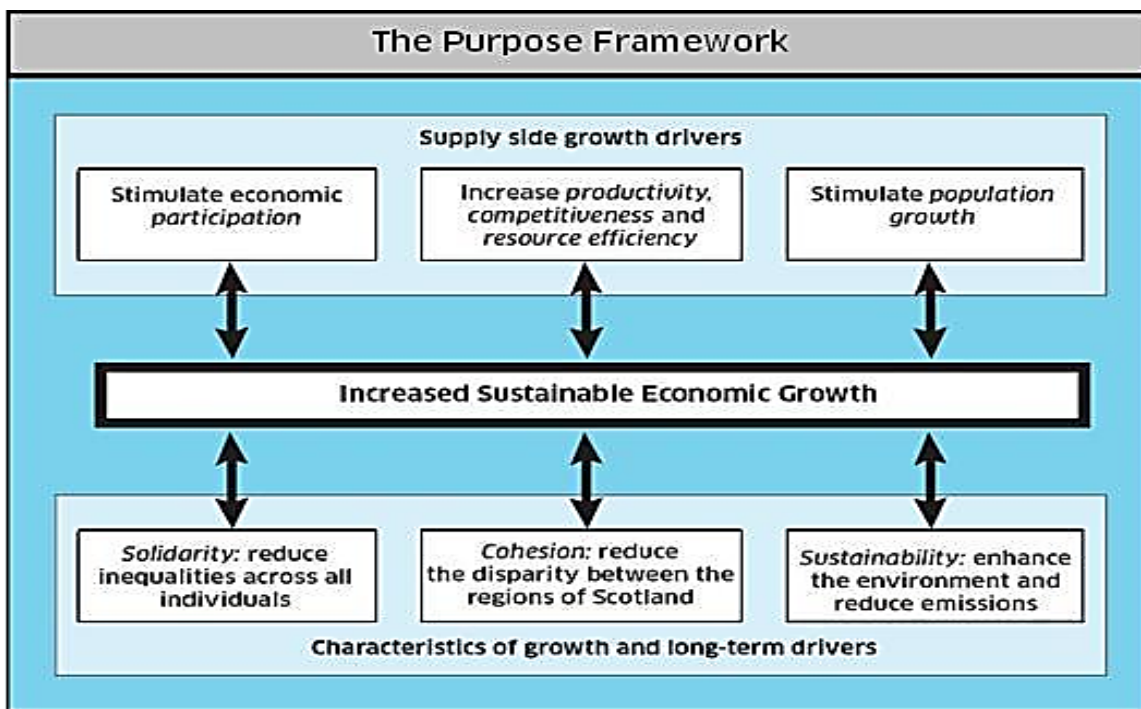 The Purpose Framework
Supply side growth drivers
Stimulate economic
participation
Increase productivity,
competitiveness and
resource efficiency
Stimulate population
growth
Increased Sustainable Economic Growth
Solidarity: reduce
inequalities across all
individuals
Cohesion: reduce
the disparity between the
regions of Scotland
Sustainability: enhance
the environment and
reduce emissions
Characteristics of growth and long-term drivers